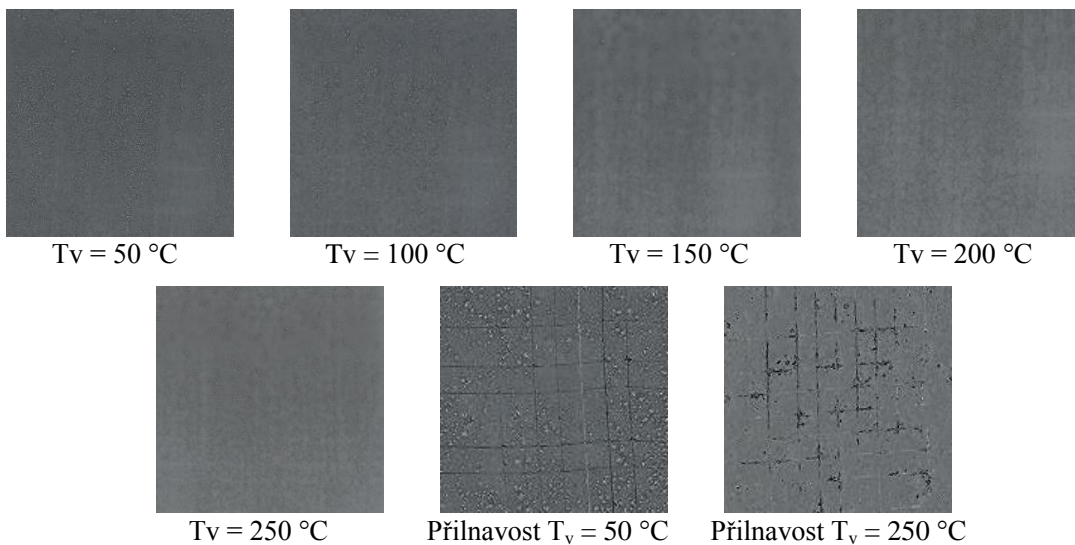 Tv = 50 °C
Tv = 100 °C
Tv = 150 °C
Tv = 200 °C
Tv = 250 °C
Přilnavost Tv = 50 °C
Přilnavost Tv = 250 °C